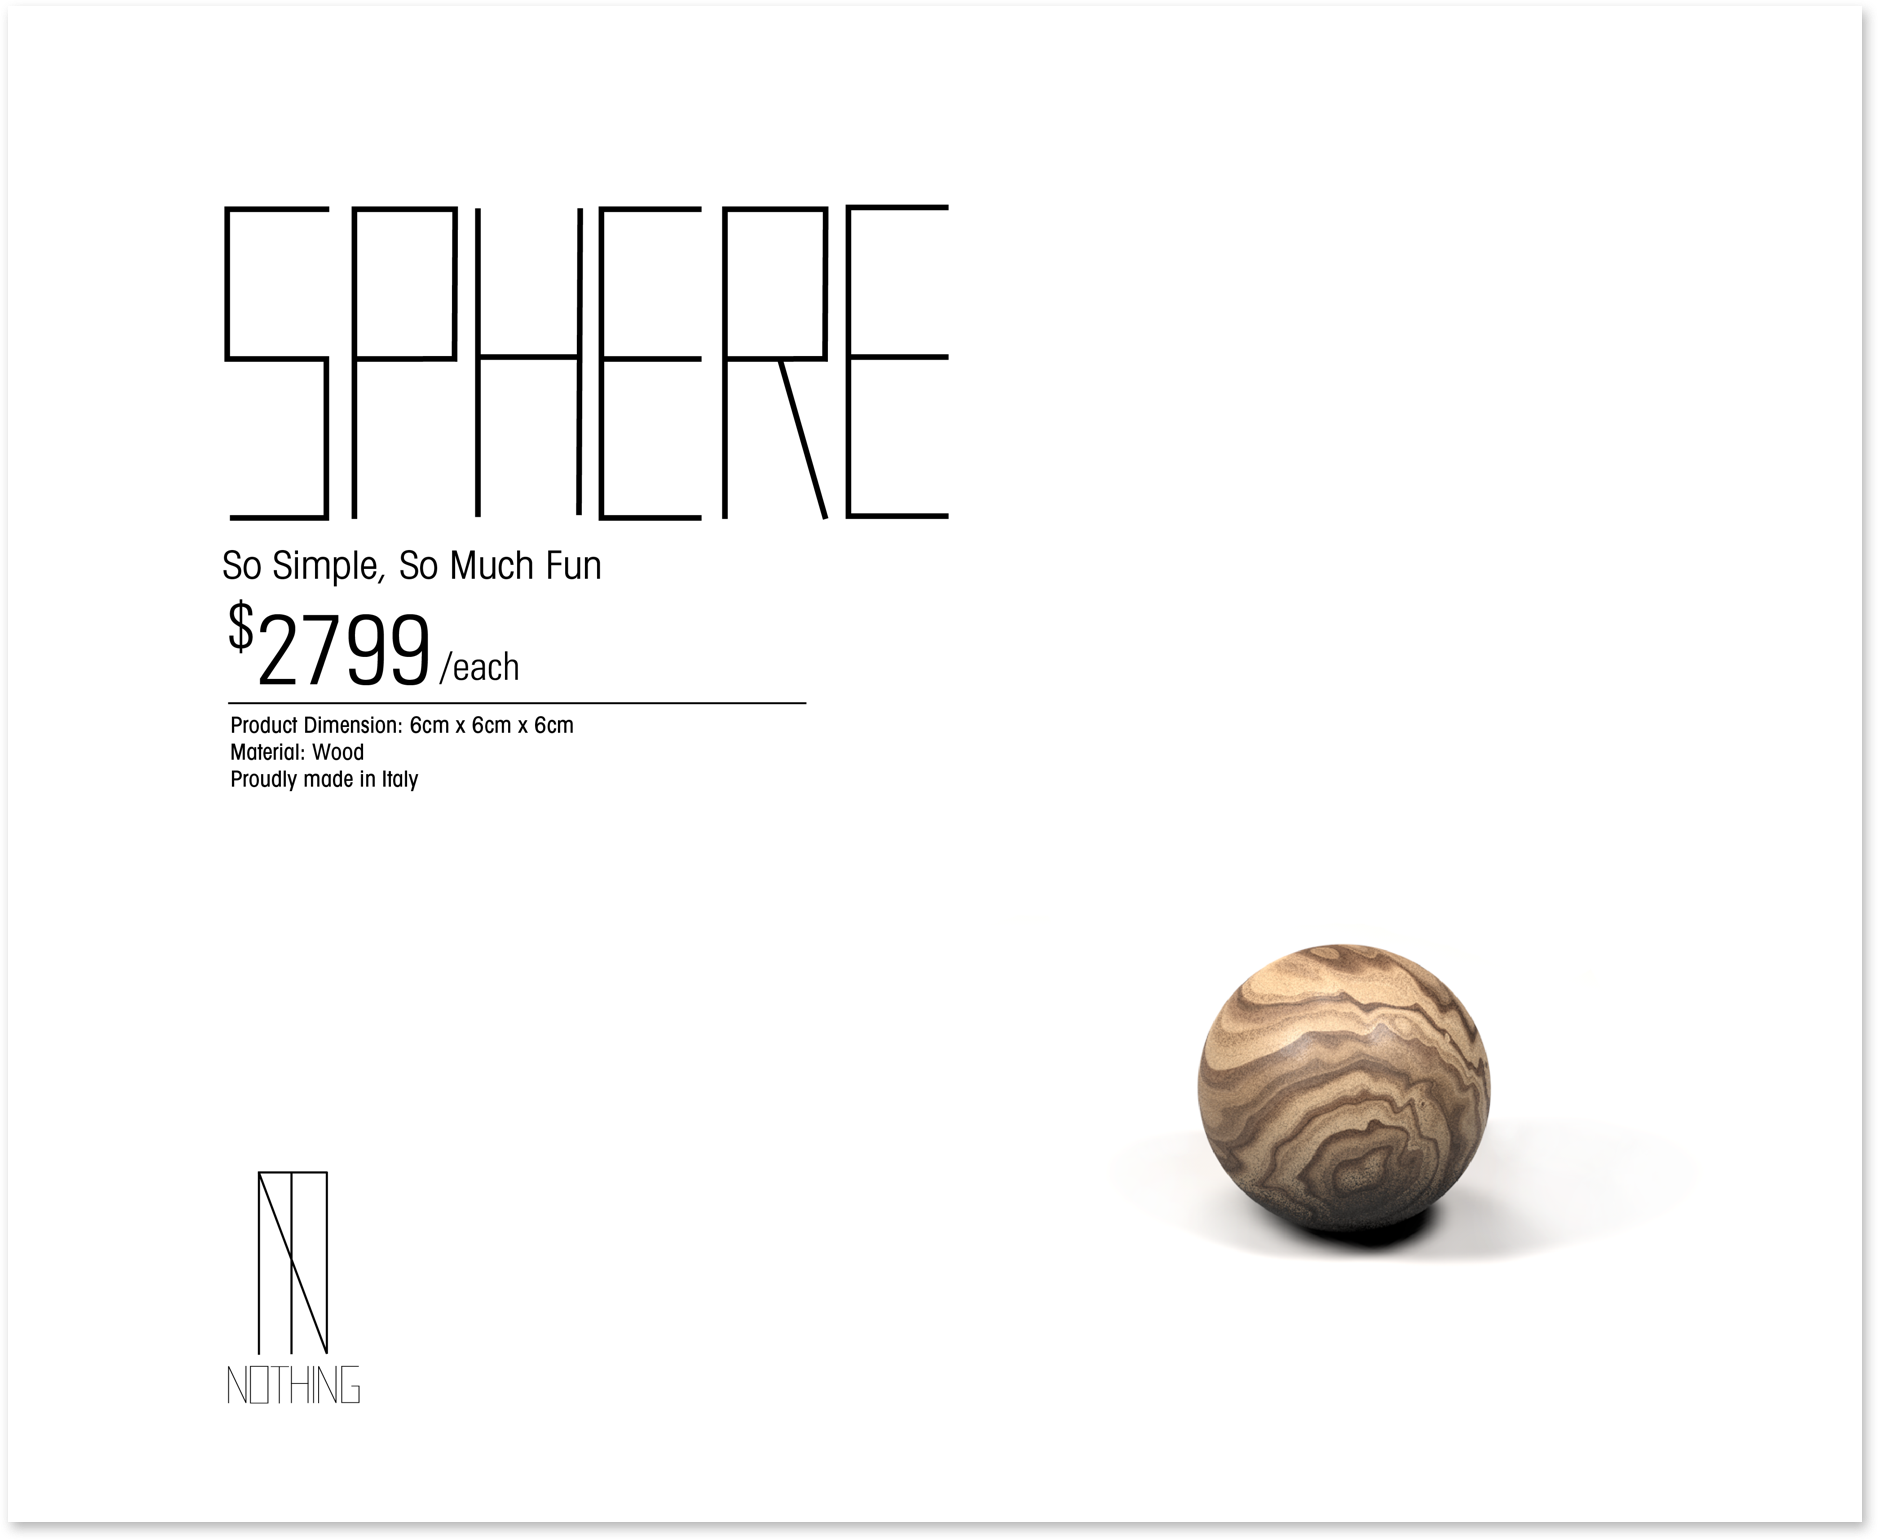 SPHERE
So Simple, So Much Fun
$2799 /each
Product Dimension: 6cm x 6cm x 6cm
Material: Wood
Proudly made in Italy
NOTHING